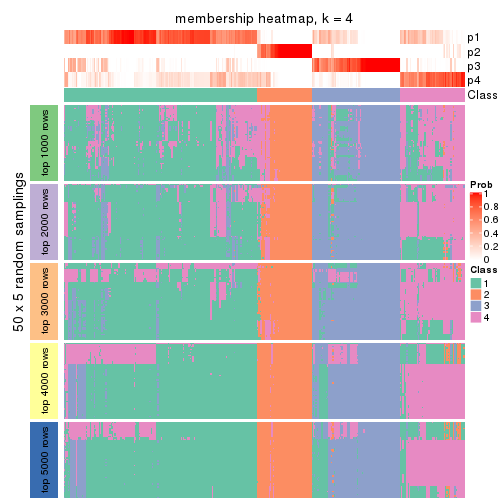 membership heatmap, k = 4
p1
p2
p3
p4
Class
50 x 5 random samplings
top 1000 rows
top 2000 rows
top 3000 rows
top 4000 rows
top 5000 rows
Prob
1
0.8
0.6
0.4
0.2
0
Class
1
2
3
4